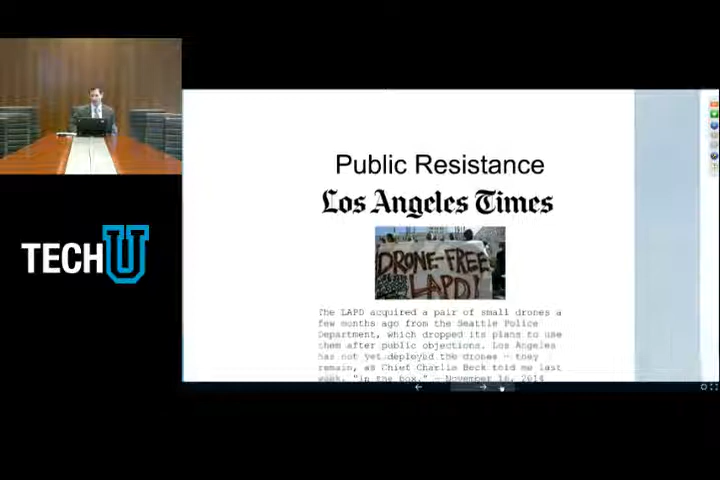 Public Resistance
Los Angeles Times
DRONE-FREE
LAPD!
The LAPD acquired a pair of small drones a
few months ago from the Seattle Police
Department, which dropped its plans to use
them after public objections. Los Angeles
has not yet deployed the drones — they
remain, as Chief Charlie Beck told me last
week, "in the box." — November 16, 2014
TECH U